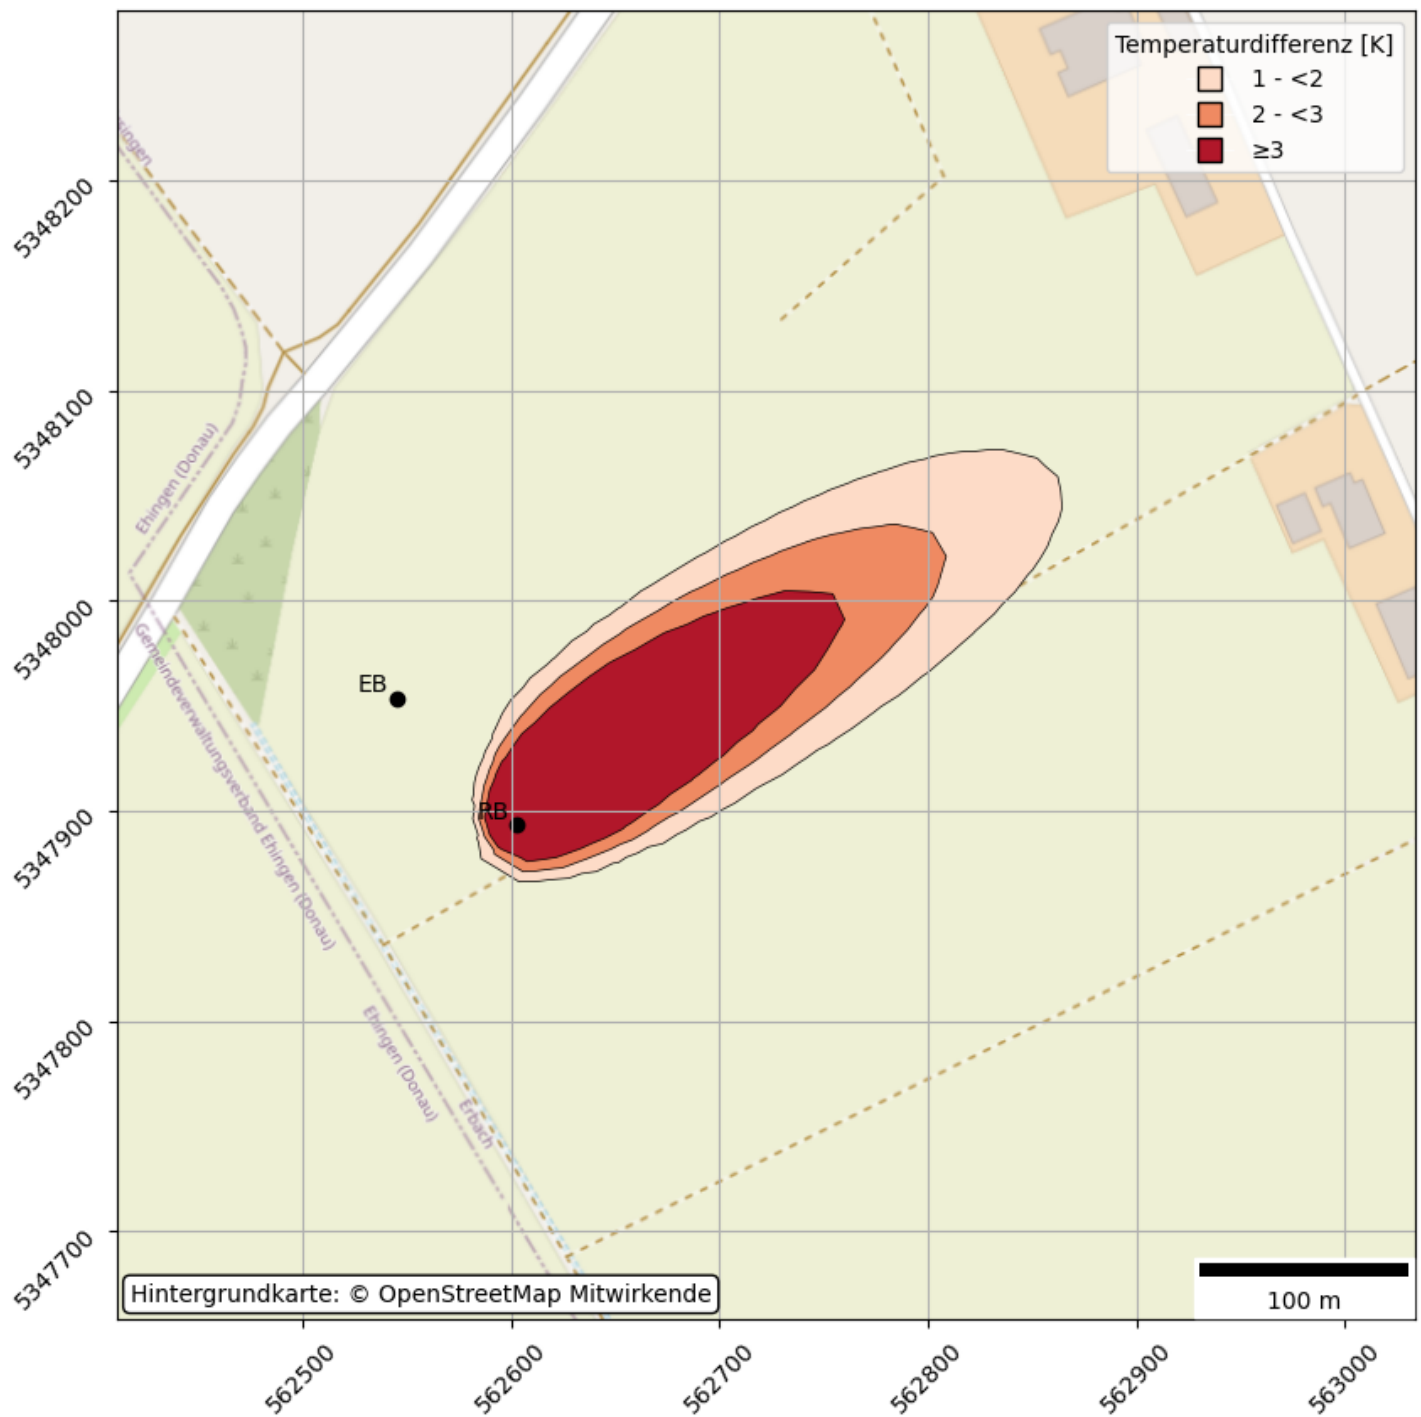 Temperaturdifferenz [K]
1 - <2
2 - <3
≥3
5348200
5348100
5348000
5347900
5347800
5347700
Ehingen (Donau)
Gemeindeverwaltungsverband Ehingen (Donau)
EB
RB
Ehingen (Donau)
Erbach
Hintergrundkarte: © OpenStreetMap Mitwirkende
100 m
562500
562600
562700
562800
562900
563000